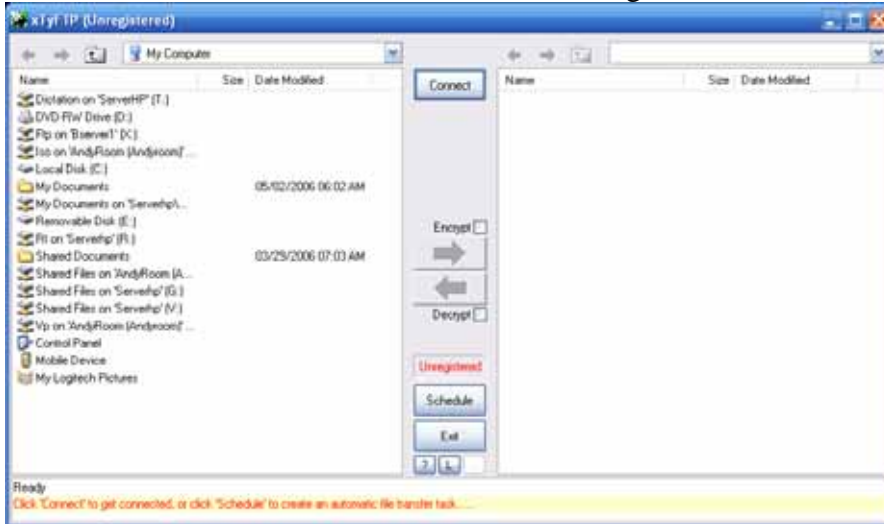 (Unregistered)
My Computer
Name Size Date Modified
Name Size Date Modified
Connect
Dictation on 'ServerHP' (T:)
DVD-RW Drive (D:)
Ftp on 'Bserver1' (X:)
Iso on 'AndyRoom (Andyroom)' ...
Local Disk (C:)
My Documents 05/02/2006 06:02 AM
My Documents on 'Serverhp\...
Removable Disk (E:)
on 'Serverhp' (R:)
Shared Documents 03/29/2006 07:03 AM
Shared Files on 'AndyRoom (A...
Shared Files on 'Serverhp' (G:)
Shared Files on 'Serverhp' (V:)
Vp on 'AndyRoom (Andyroom)' ...
Control Panel
Mobile Device
My Logitech Pictures
Encrypt
Decrypt
Unregistered
Schedule
Exit
? L
Ready
Click 'Connect' to get connected, or click 'Schedule' to create an automatic file transfer task......